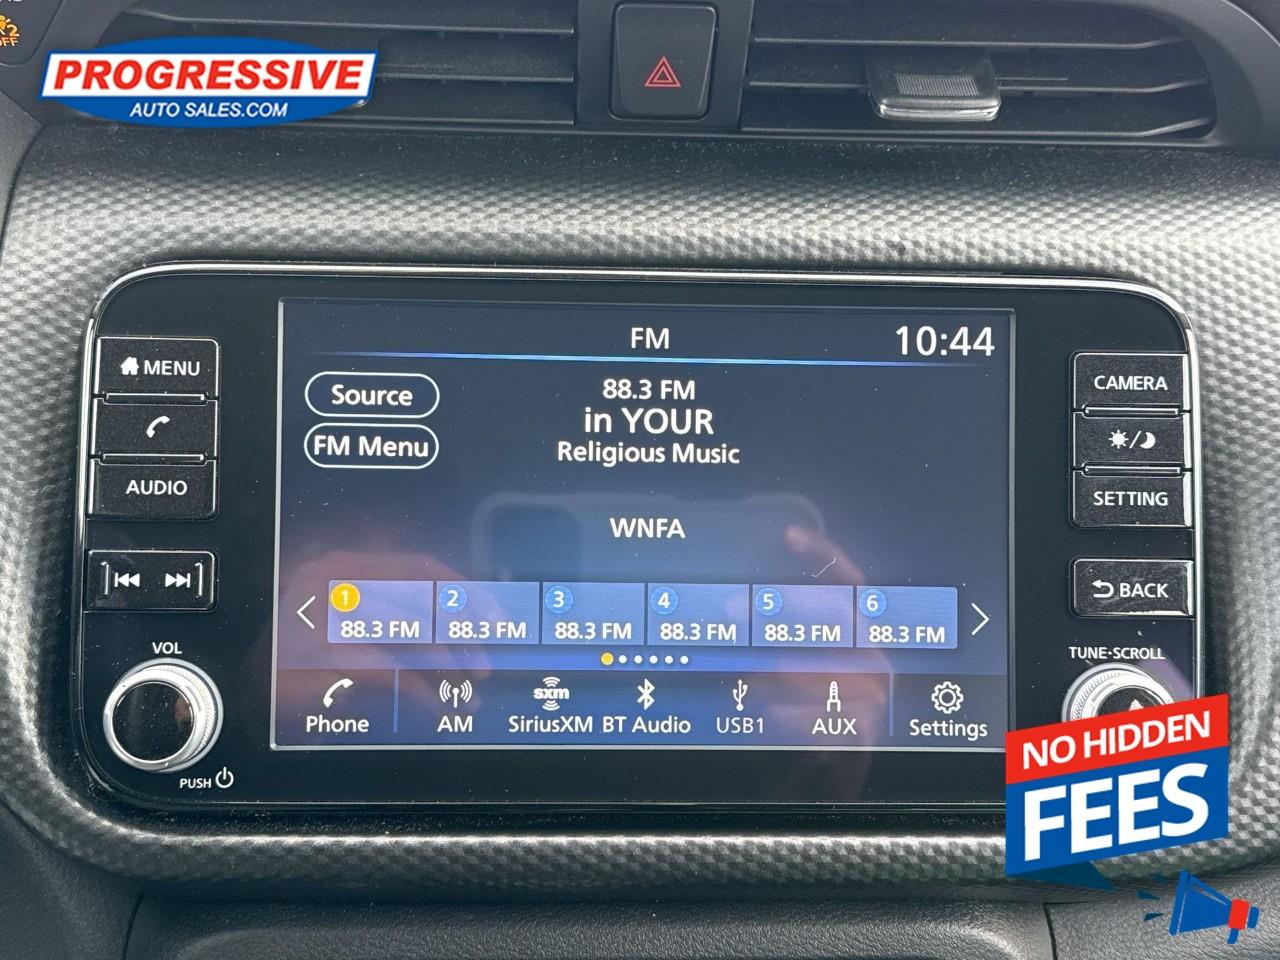 2
OFF
PROGRESSIVE
AUTO SALES.COM
FM
10:44
MENU
Source
88.3 FM
in YOUR
Religious Music
FM Menu
AUDIO
CAMERA
SETTING
WNFA
BACK
1
2
3
4
5
6
88.3 FM
88.3 FM
88.3 FM
88.3 FM
88.3 FM
88.3 FM
VOL
TUNE•SCROLL
PUSH
Phone
AM
sxm
SiriusXM
BT Audio
USB1
AUX
Settings
NO HIDDEN
FEES